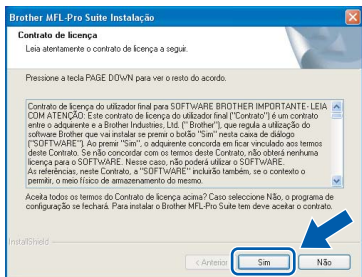 Brother MFL-Pro Suite Instalação
Contrato de licença
Leia atentamente o contrato de licença a seguir.
Pressione a tecla PAGE DOWN para ver o resto do acordo.
Contrato de licença do utilizador final para SOFTWARE BROTHER IMPORTANTE- LEIA
COM ATENÇÃO: Este contrato de licença do utilizador final ("Contrato") é um contrato
entre o adquirente e a Brother Industries, Ltd. ("Brother"), que regula a utilização do
software Brother que vai instalar se premir o botão "Sim" nesta caixa de diálogo
("SOFTWARE"). Ao premir "Sim", o adquirente concorda em ficar vinculado aos termos
deste Contrato. Se não concordar com os termos deste Contrato, não obterá nenhuma
licença para o SOFTWARE. Nesse caso, não poderá utilizar o SOFTWARE.
As referências, neste Contrato, a "SOFTWARE" incluirão também, se o contexto o
permitir, o meio físico de armazenamento do mesmo.
Aceita todos os termos do Contrato de licença acima? Caso seleccione Não, o programa de
configuração se fechará. Para instalar o Brother MFL-Pro Suite tem deve aceitar o contrato.
InstallShield
< Anterior
Sim
Não